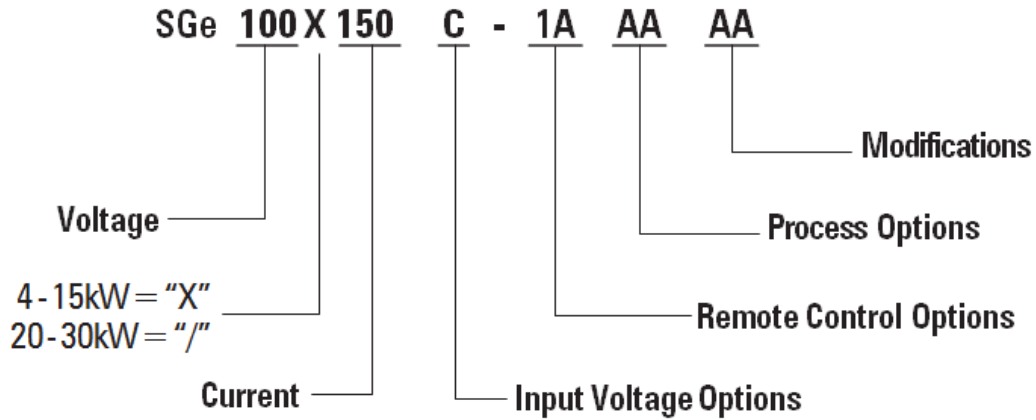 SGe 100 X 150 C - 1A AA AA
Modifications
Voltage
Process Options
4-15kW = “X”
20-30kW = “/”
Remote Control Options
Current
Input Voltage Options